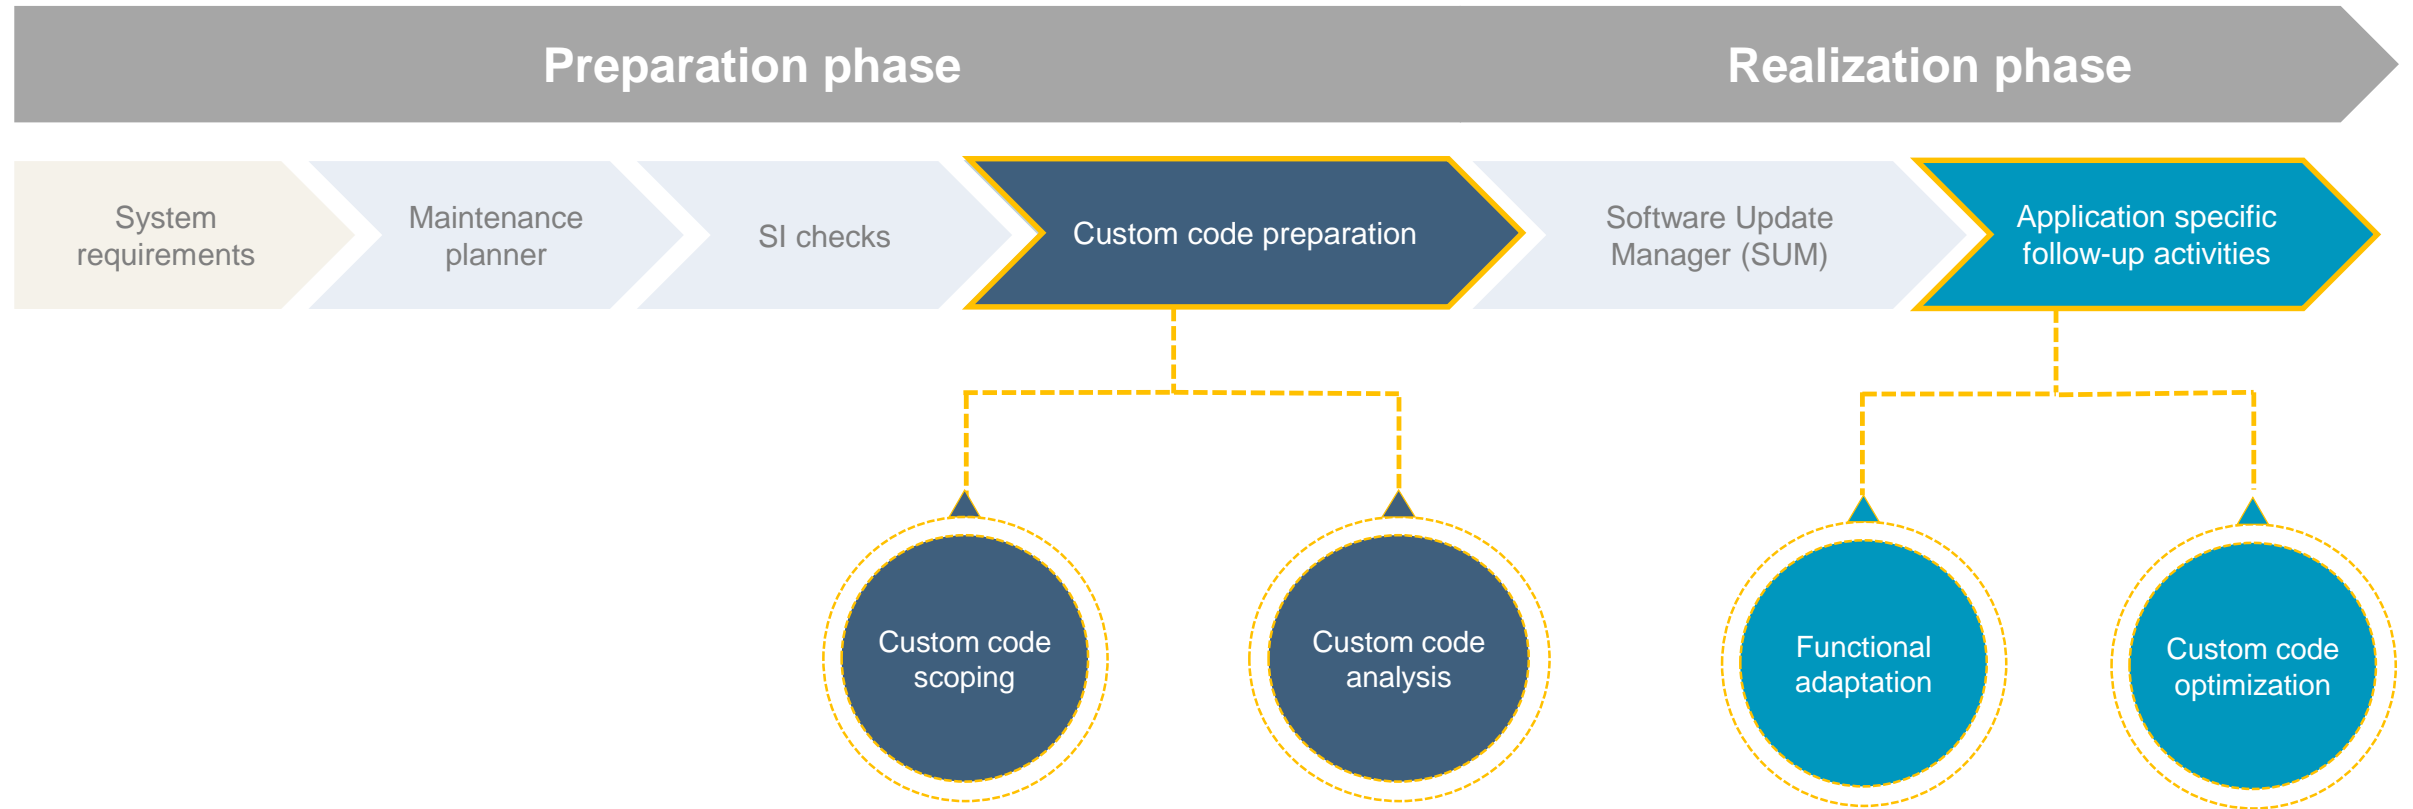 Preparation phase
Realization phase
System
requirements
Maintenance
planner
SI checks
Custom code preparation
Software Update
Manager (SUM)
Application specific
follow-up activities
Custom code
scoping
Custom code
analysis
Functional
adaptation
Custom code
optimization